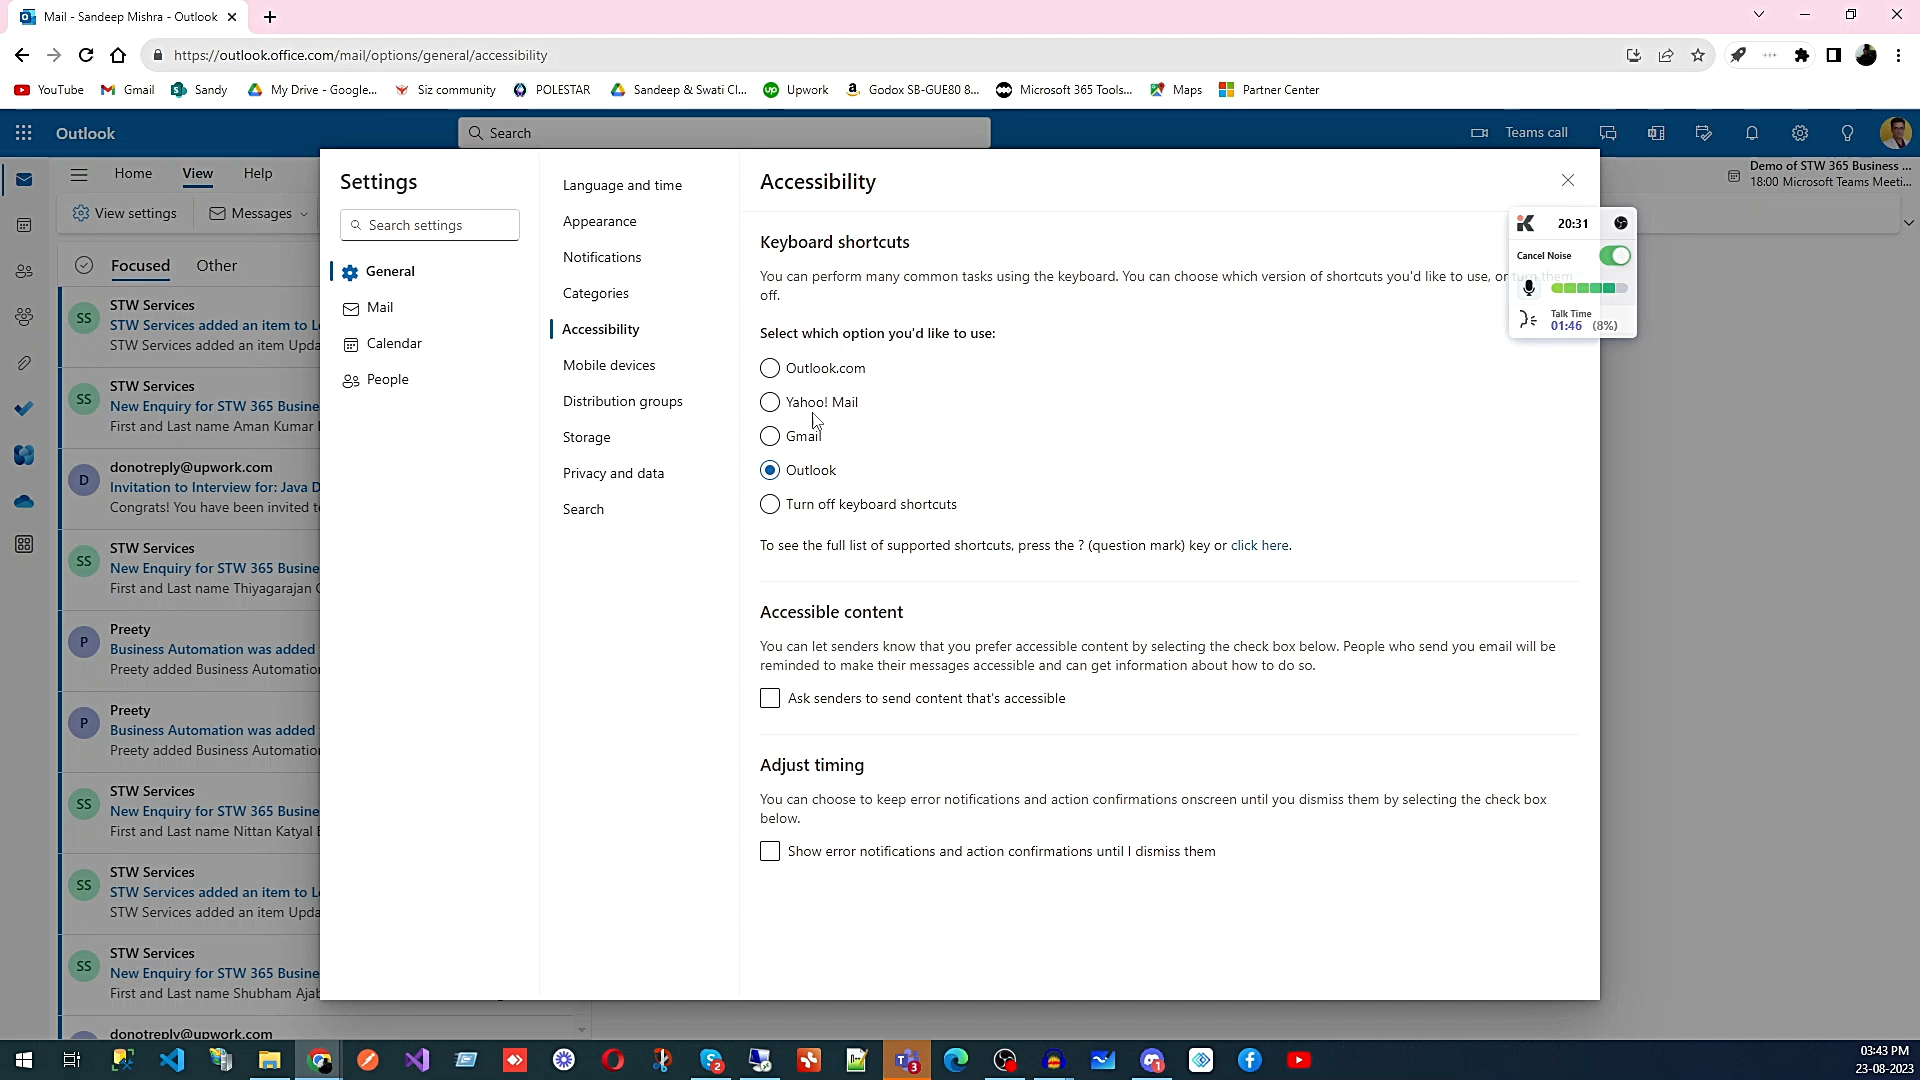 Mail - Sandeep Mishra - Outlook
https://outlook.office.com/mail/options/general/accessibility
YouTube
Gmail
Sandy
My Drive - Google...
Siz community
POLESTAR
Sandeep & Swati Cl...
Upwork
Godox SB-GUE80 8...
Microsoft 365 Tools...
Maps
Partner Center
Outlook
Search
Teams call
Home
View
Help
Demo of STW 365 Business ...
18:00 Microsoft Teams Meeti...
View settings
Messages
Focused
Other
STW Services
STW Services added an item to L
STW Services added an item Upda
STW Services
New Enquiry for STW 365 Busine
First and Last name Aman Kumar
donotreply@upwork.com
Invitation to Interview for: Java D
Congrats! You have been invited t
STW Services
New Enquiry for STW 365 Busine
First and Last name Thiyagarajan
Preety
Business Automation was added
Preety added Business Automatio
Preety
Business Automation was added
Preety added Business Automatio
STW Services
New Enquiry for STW 365 Busine
First and Last name Nittan Katyal
STW Services
STW Services added an item to L
STW Services added an item Upda
STW Services
New Enquiry for STW 365 Busine
First and Last name Shubham Ajab
donotreply@upwork.com
SS
SS
D
SS
P
P
SS
SS
SS
Settings
Search settings
General
Mail
Calendar
People
Language and time
Appearance
Notifications
Categories
Accessibility
Mobile devices
Distribution groups
Storage
Privacy and data
Search
Accessibility
Keyboard shortcuts
You can perform many common tasks using the keyboard. You can choose which version of shortcuts you'd like to use, or turn them
off.
Select which option you'd like to use:
Outlook.com
Yahoo! Mail
Gmail
Outlook
Turn off keyboard shortcuts
To see the full list of supported shortcuts, press the ? (question mark) key or click here.
Accessible content
You can let senders know that you prefer accessible content by selecting the check box below. People who send you email will be
reminded to make their messages accessible and can get information about how to do so.
Ask senders to send content that's accessible
Adjust timing
You can choose to keep error notifications and action confirmations onscreen until you dismiss them by selecting the check box
below.
Show error notifications and action confirmations until I dismiss them
20:31
Cancel Noise
Talk Time
01:46 (8%)
2
3
1
03:43 PM
23-08-2023